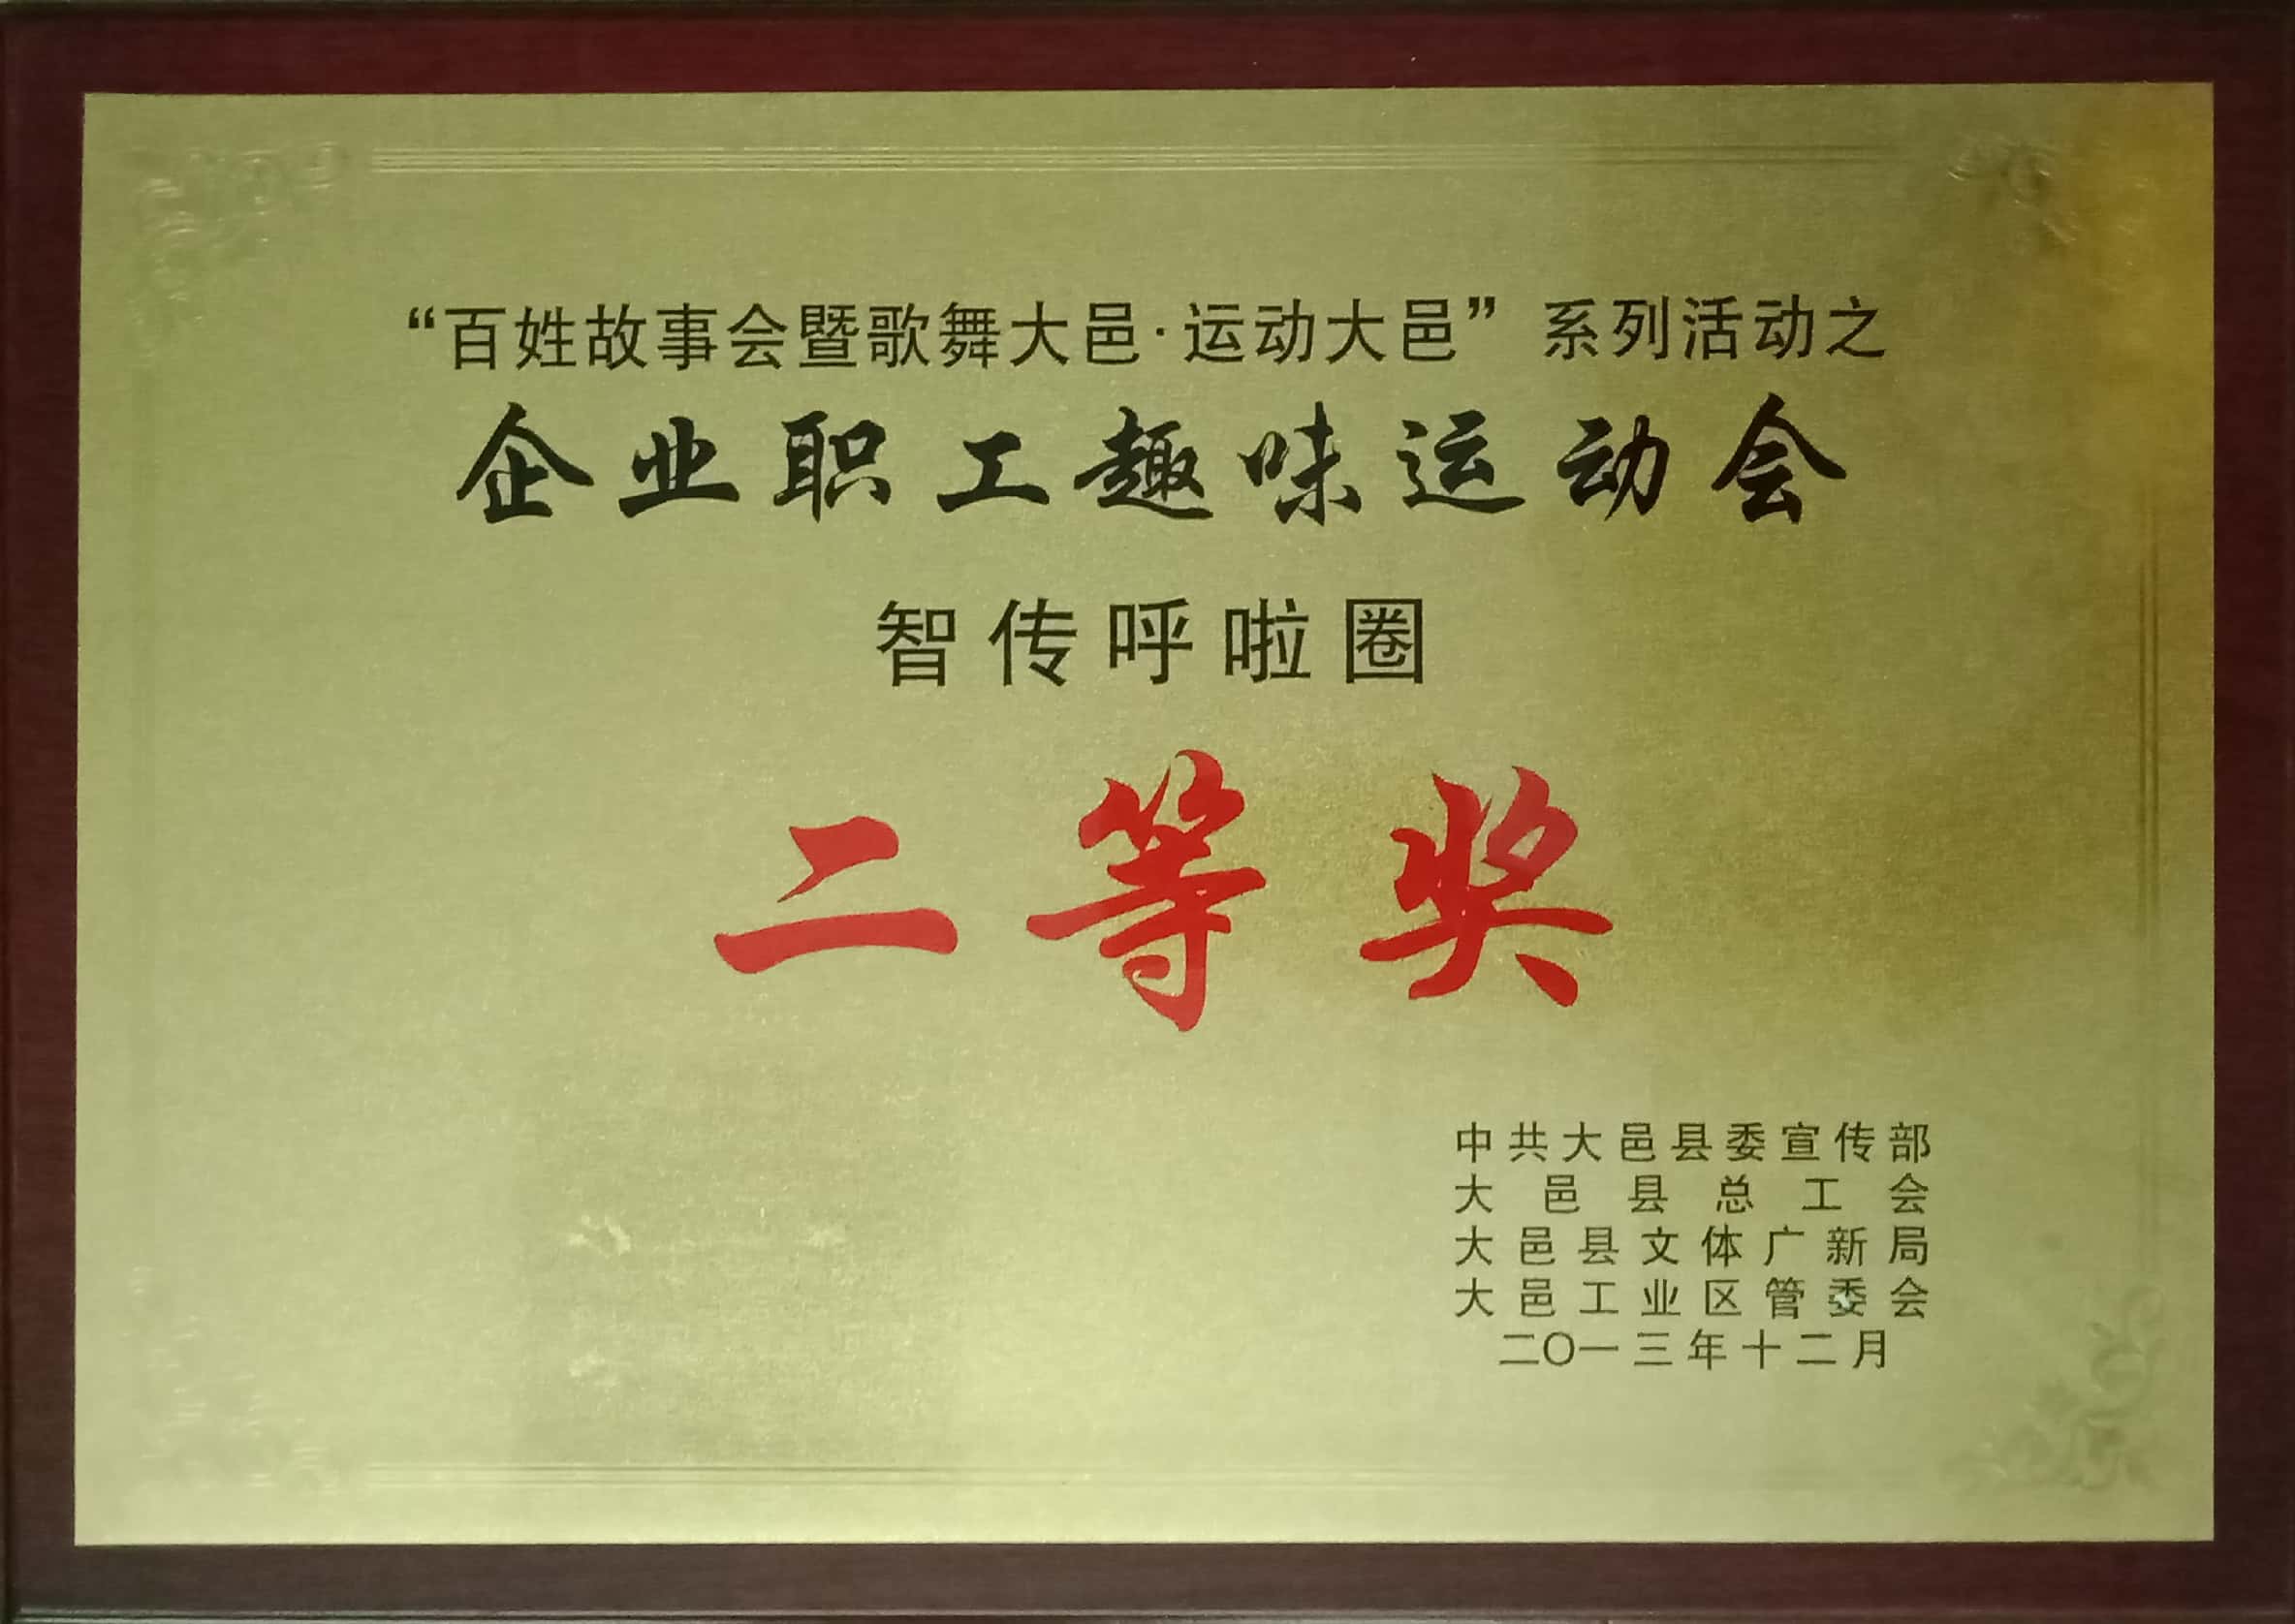 “百姓故事会暨歌舞大邑·运动大邑”系列活动之
企业职工趣味运动会
智传呼啦圈
二等奖
中共大邑县委宣传部
大邑县总工会
大邑县文体广新局
大邑工业区管委会
二〇一三年十二月